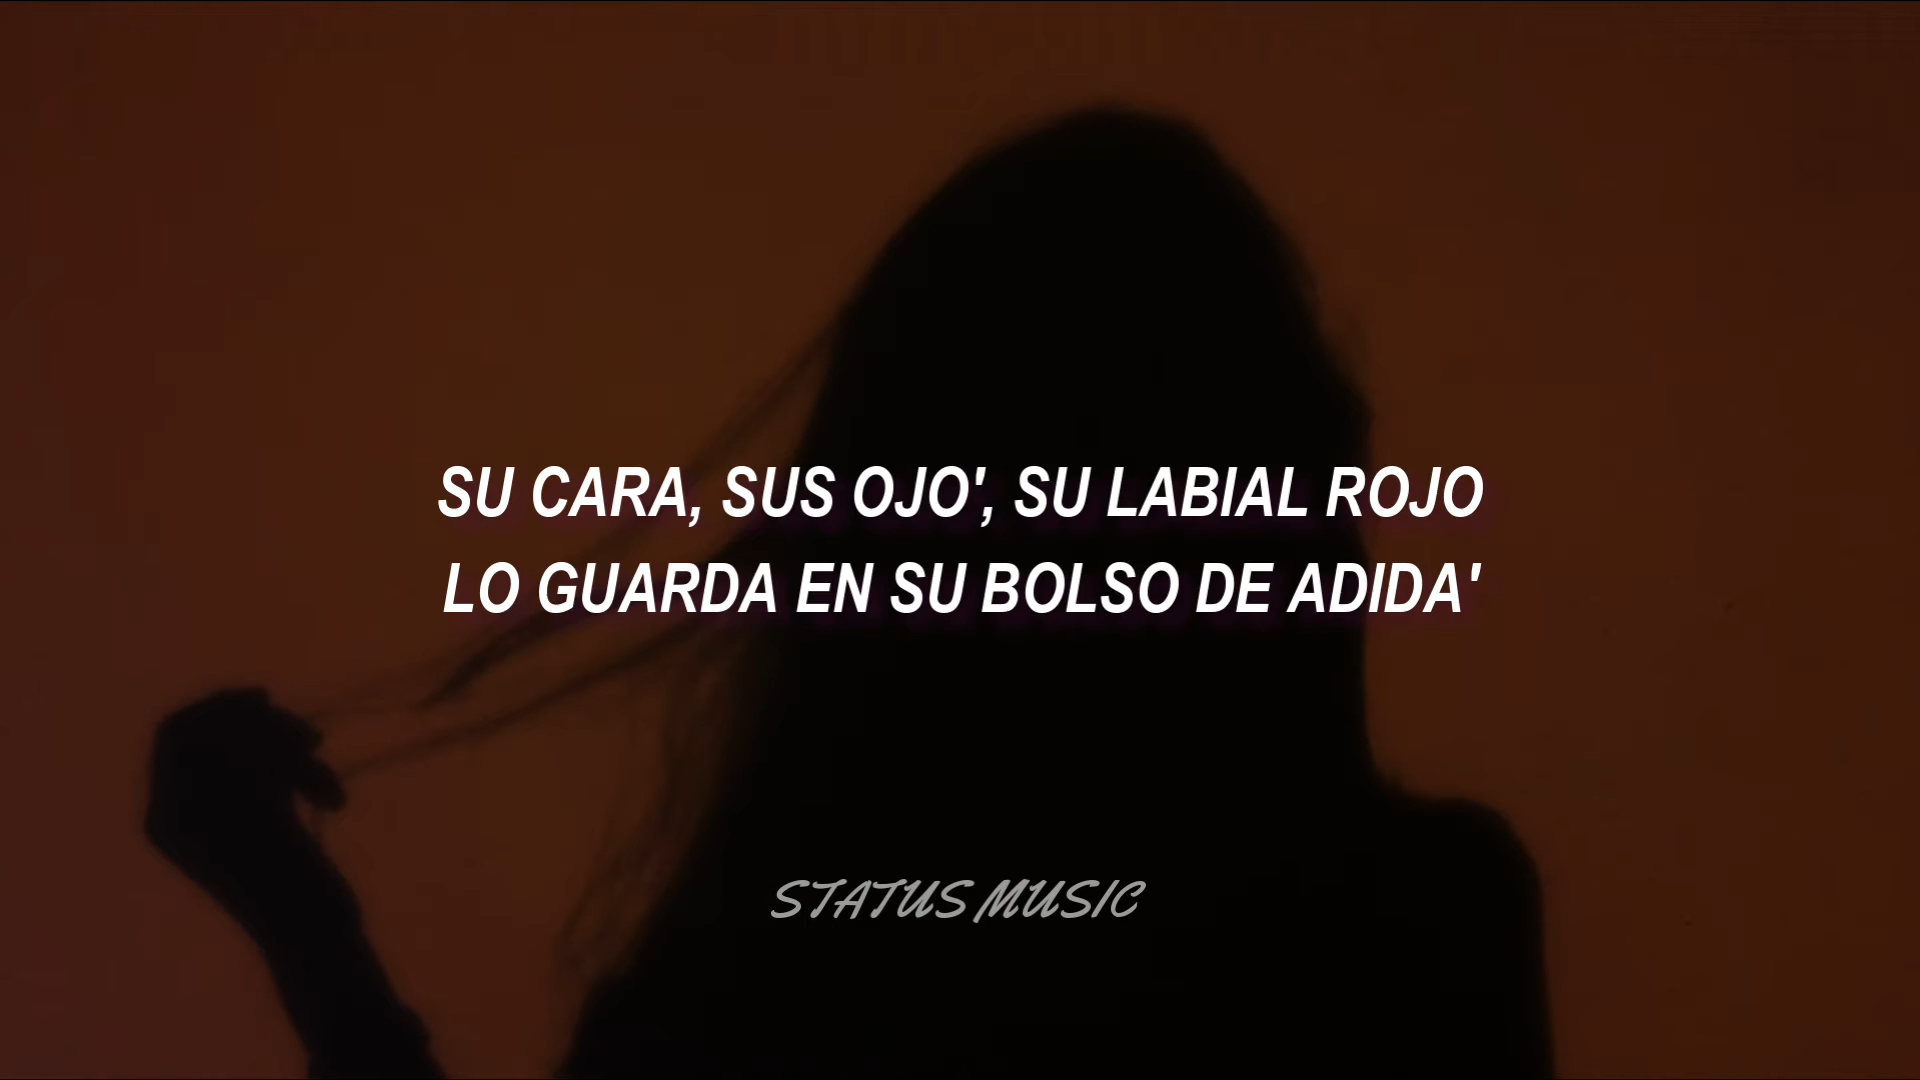 SU CARA, SUS OJO', SU LABIAL ROJO
LO GUARDA EN SU BOLSO DE ADIDA'
STATUS MUSIC